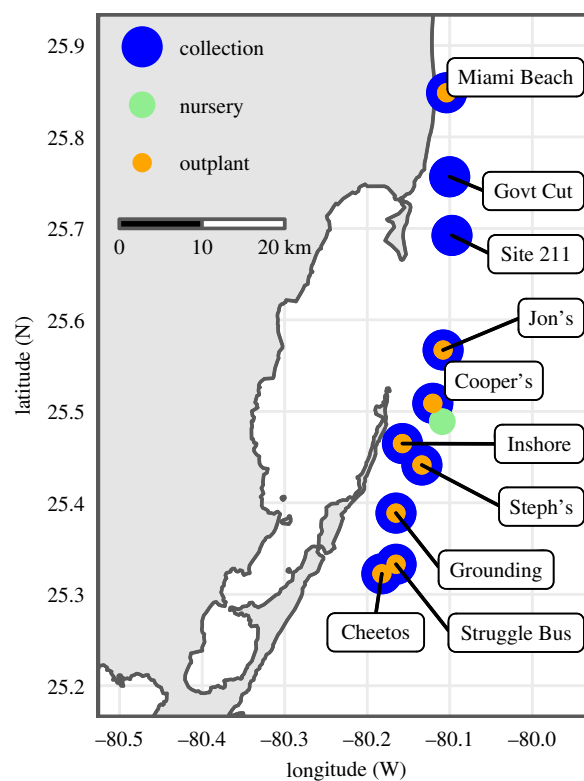 25.9
25.8
25.7
25.6
25.5
25.4
25.3
25.2
latitude (N)
collection
nursery
outplant
0 10 20 km
Miami Beach
Govt Cut
Site 211
Jon's
Cooper's
Inshore
Steph's
Grounding
Cheetos
Struggle Bus
−80.5 −80.4 −80.3 −80.2 −80.1 −80.0
longitude (W)